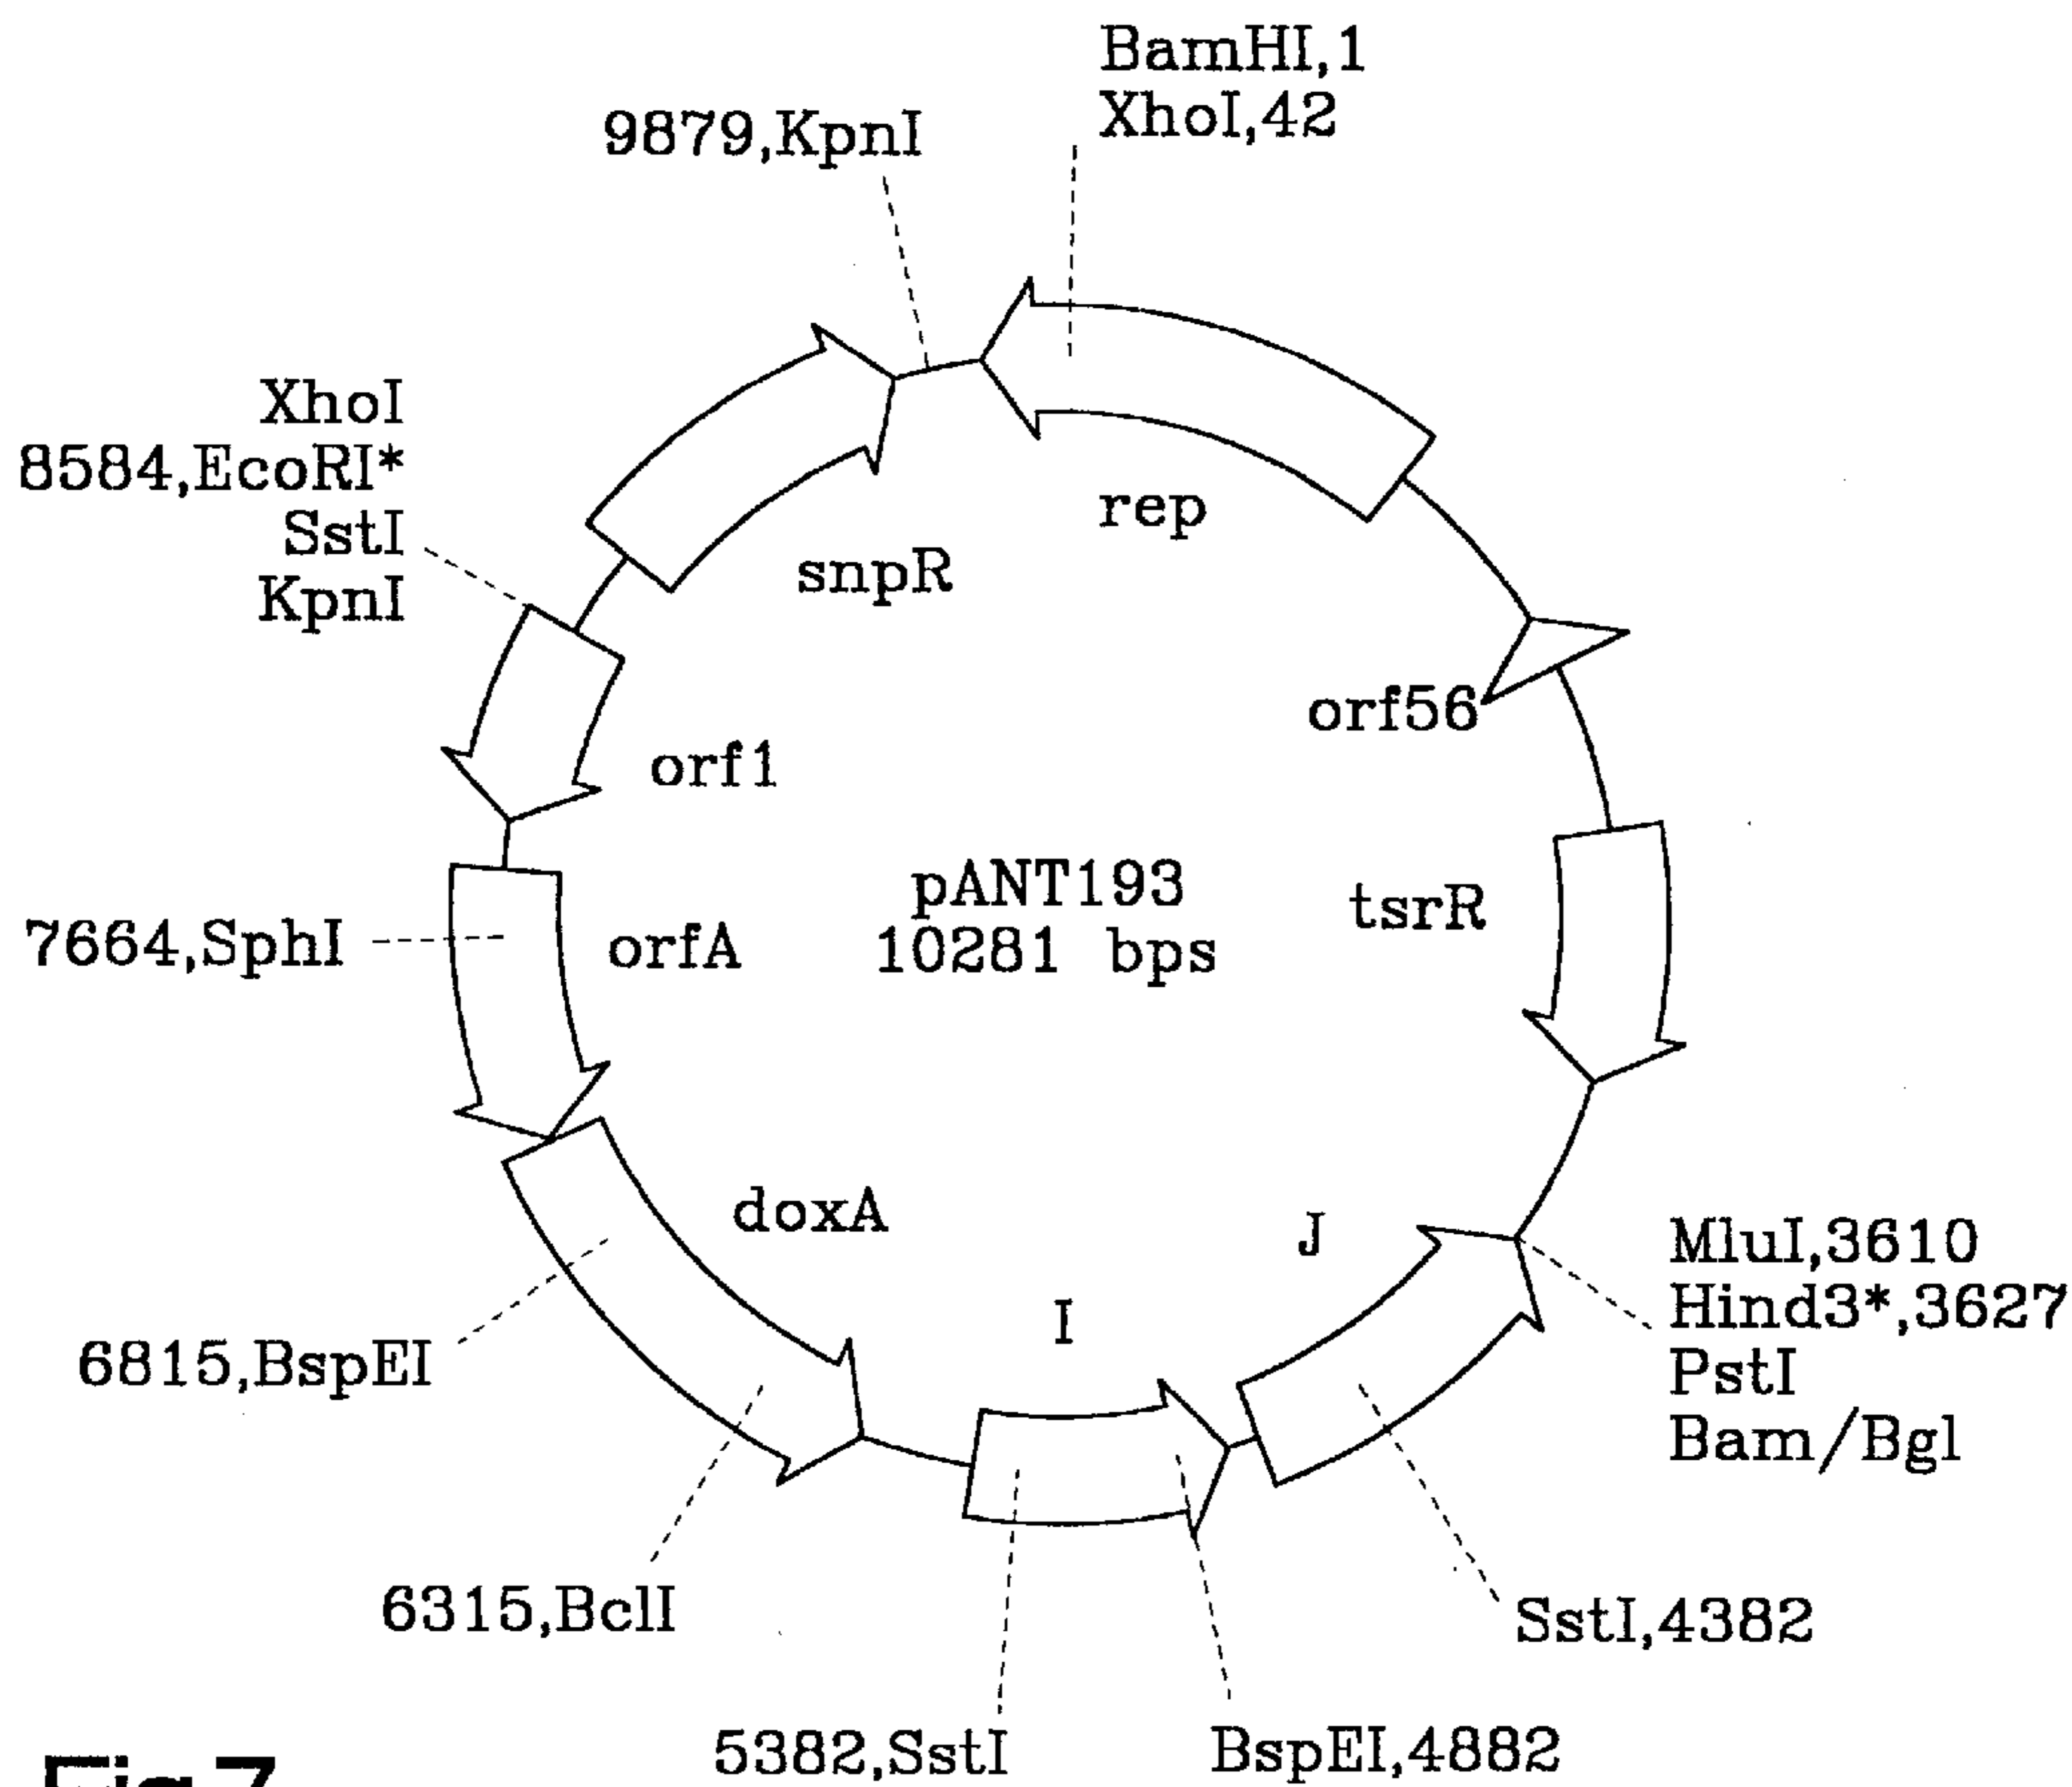 BamHI,1
XhoI,42
9879,KpnI
XhoI
8584,EcoRI*
SstI
KpnI
rep
snpR
orf56
orf1
pANT193
10281 bps
tsrR
7664,SphI
orfA
doxA
J
I
MluI,3610
Hind3*,3627
PstI
Bam/Bgl
6815,BspEI
6315,BclI
SstI,4382
5382,SstI
BspEI,4882
Fig.7